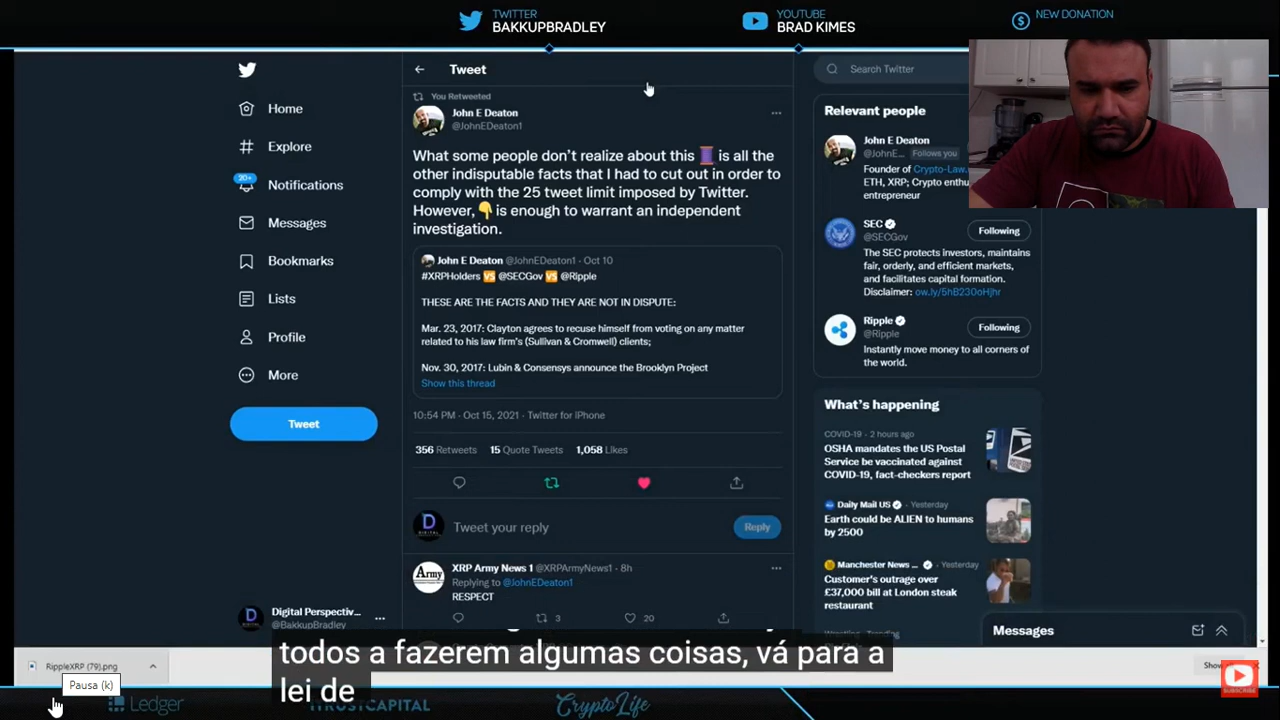 TWITTER
BAKKUPBRADLEY
YOUTUBE
BRAD KIMES
NEW DONATION
Home
Explore
20+
Notifications
Messages
Bookmarks
Lists
Profile
More
Tweet
Digital Perspectiv...
@BakkupBradley
Tweet
You Retweeted
John E Deaton
@JohnEDeaton1
What some people don't realize about this 🧵 is all the
other indisputable facts that I had to cut out in order to
comply with the 25 tweet limit imposed by Twitter.
However, 👇 is enough to warrant an independent
investigation.
John E Deaton @JohnEDeaton1 · Oct 10
#XRPHolders 🆚 @SECGov 🆚 @Ripple
THESE ARE THE FACTS AND THEY ARE NOT IN DISPUTE:
Mar. 23, 2017: Clayton agrees to recuse himself from voting on any matter
related to his law firm's (Sullivan & Cromwell) clients;
Nov. 30, 2017: Lubin & Consensys announce the Brooklyn Project
Show this thread
10:54 PM · Oct 15, 2021 · Twitter for iPhone
356 Retweets 15 Quote Tweets 1,058 Likes
Tweet your reply
Reply
XRP Army News 1 @XRPArmyNews1 · 8h
Replying to @JohnEDeaton1
RESPECT
3 20
Army
Search Twitter
Relevant people
John E Deaton
@JohnE... Follows you
Founder of Crypto-Law.
ETH, XRP; Crypto enthu
entrepreneur
SEC
@SECGov
Following
The SEC protects investors, maintains
fair, orderly, and efficient markets,
and facilitates capital formation.
Disclaimer: ow.ly/5hB230oHjhr
Ripple
@Ripple
Following
Instantly move money to all corners of
the world.
What's happening
COVID-19 · 2 hours ago
OSHA mandates the US Postal
Service be vaccinated against
COVID-19, fact-checkers report
Daily Mail US · Yesterday
Earth could be ALIEN to humans
by 2500
Manchester News ... · Yesterday
Customer's outrage over
£37,000 bill at London steak
restaurant
Messages
todos a fazerem algumas coisas, vá para a
lei de
RippleXRP (79).png
Pausa (k)
Show
SUBSCRIBE
Ledger
ITRUSTCAPITAL
CryptoLife